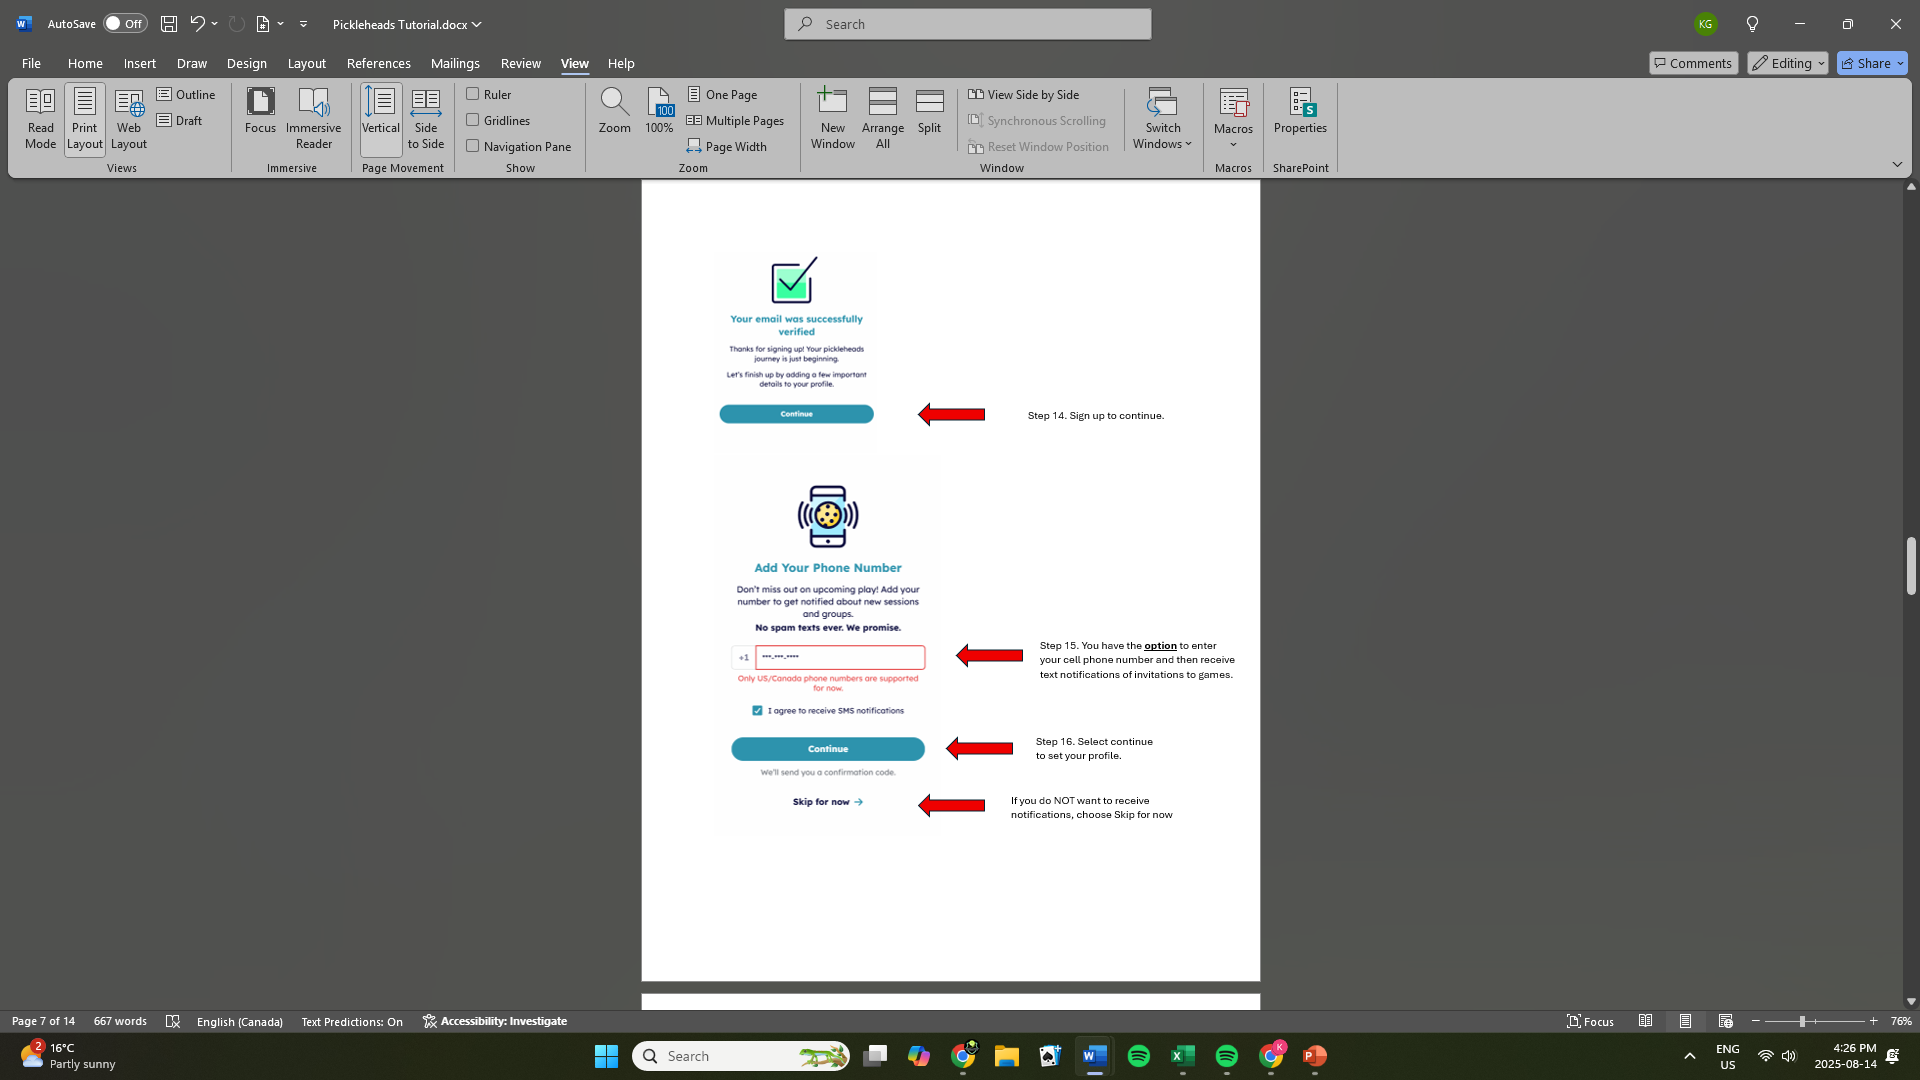 AutoSave Off
Pickleheads Tutorial.docx
Search
KG
File Home Insert Draw Design Layout References Mailings Review View Help
Comments Editing Share
Read Mode
Print Layout
Web Layout
Outline
Draft
Views
Focus
Immersive Reader
Immersive
Vertical
Side to Side
Page Movement
Ruler
Gridlines
Navigation Pane
Show
Zoom
100
100%
One Page
Multiple Pages
Page Width
Zoom
New Window
Arrange All
Split
View Side by Side
Synchronous Scrolling
Reset Window Position
Window
Switch Windows
Macros
Macros
Properties
SharePoint
Your email was successfully
verified
Thanks for signing up! Your pickleheads
journey is just beginning.
Let's finish up by adding a few important
details to your profile.
Continue
Step 14. Sign up to continue.
Add Your Phone Number
Don't miss out on upcoming play! Add your
number to get notified about new sessions
and groups.
No spam texts ever. We promise.
+1 ***-***-****
Only US/Canada phone numbers are supported
for now.
I agree to receive SMS notifications
Step 15. You have the option to enter
your cell phone number and then receive
text notifications of invitations to games.
Continue
Step 16. Select continue
to set your profile.
We'll send you a confirmation code.
Skip for now →
If you do NOT want to receive
notifications, choose Skip for now
Page 7 of 14 667 words English (Canada) Text Predictions: On Accessibility: Investigate
Focus 76%
2
16°C
Partly sunny
Search
K
ENG
US
4:26 PM
2025-08-14